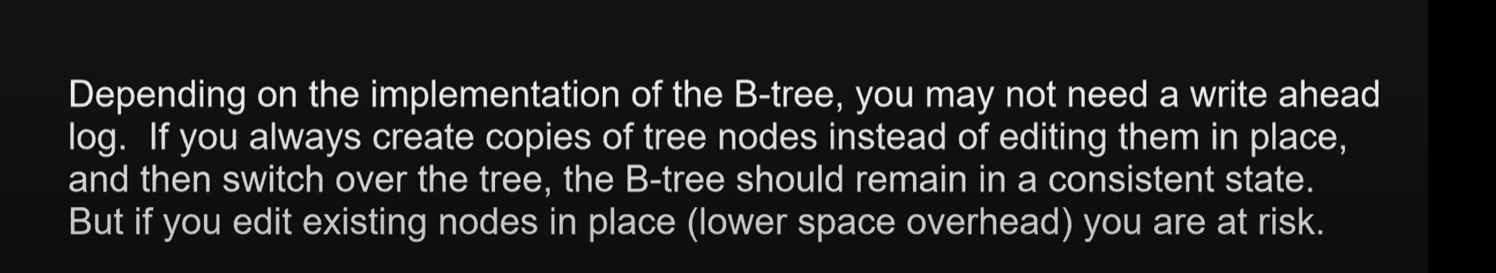 Depending on the implementation of the B-tree, you may not need a write ahead
log.  If you always create copies of tree nodes instead of editing them in place,
and then switch over the tree, the B-tree should remain in a consistent state.
But if you edit existing nodes in place (lower space overhead) you are at risk.